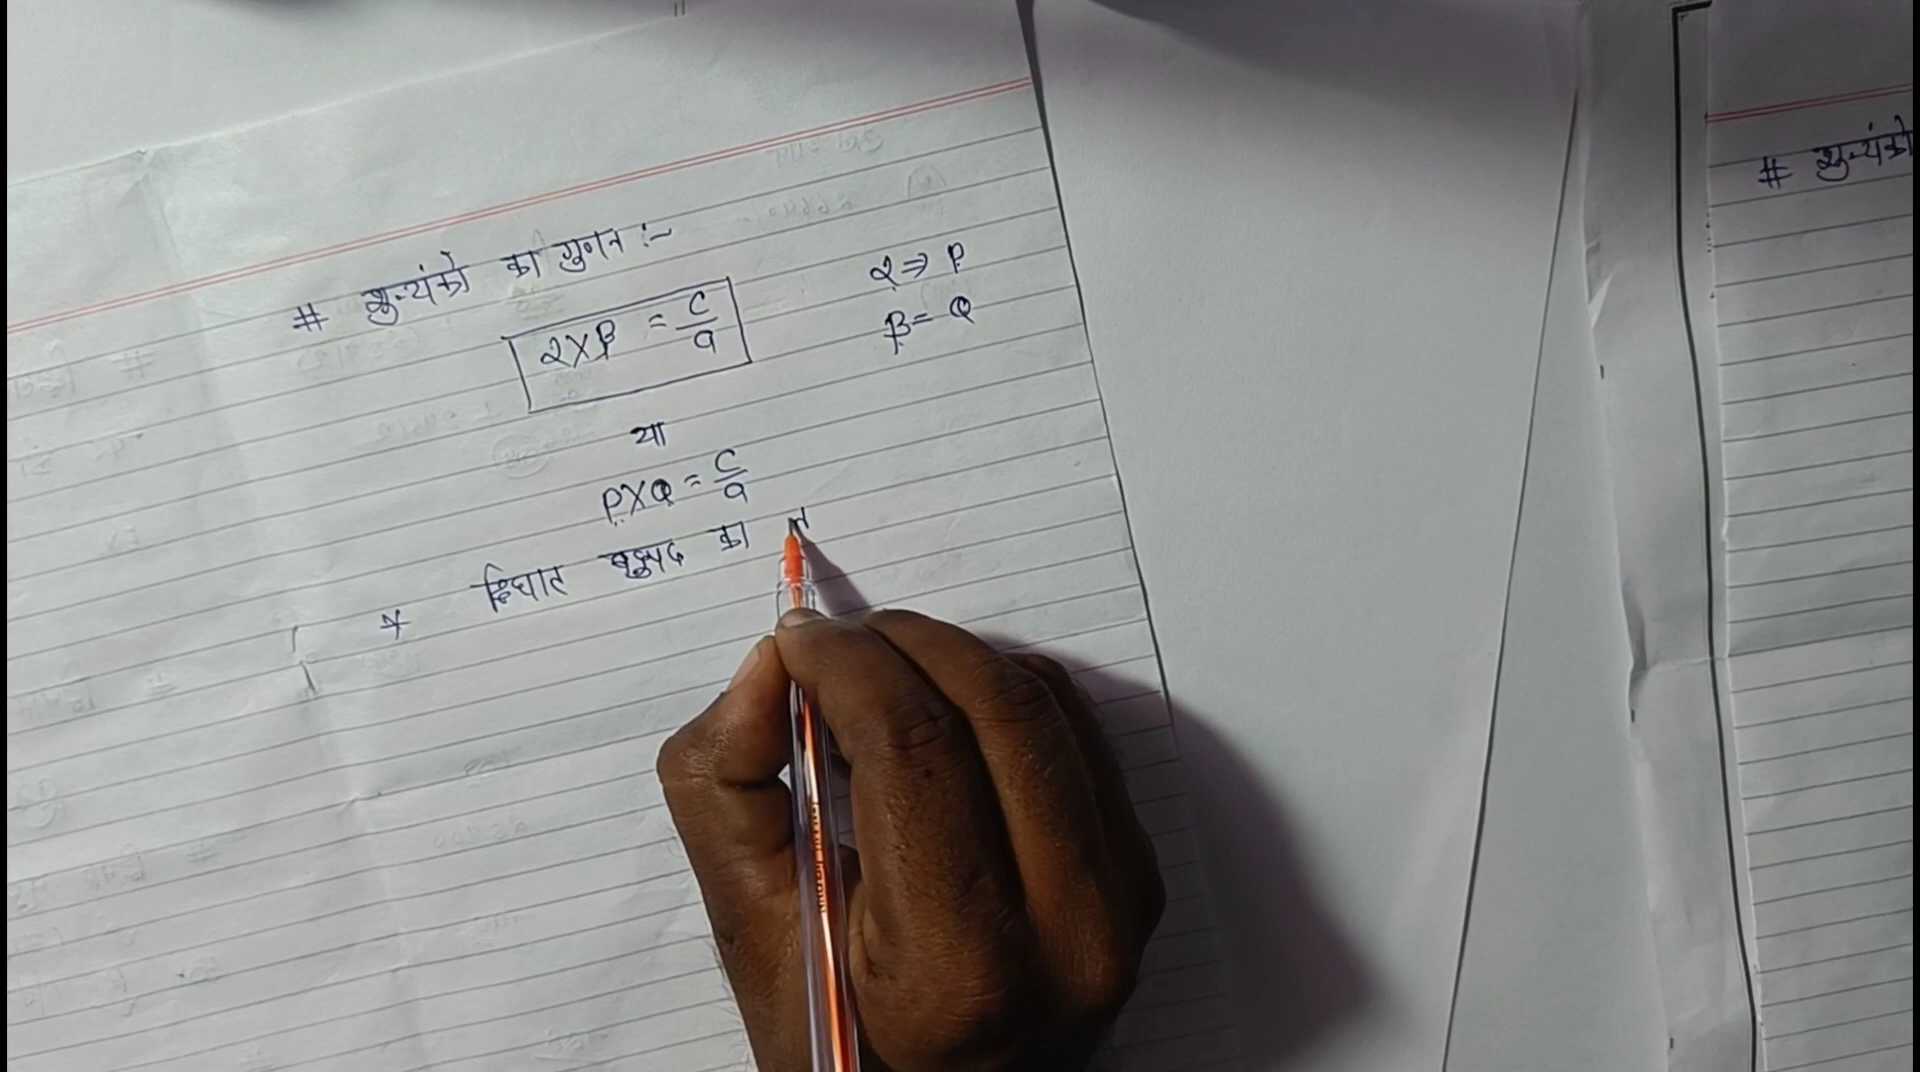 # शुन्यंको का गुणन :-
α×β = c/a
α ⇒ P
β = Q
या
P×Q = c/a
* द्विघात बहुपद का
# शुन्यंको